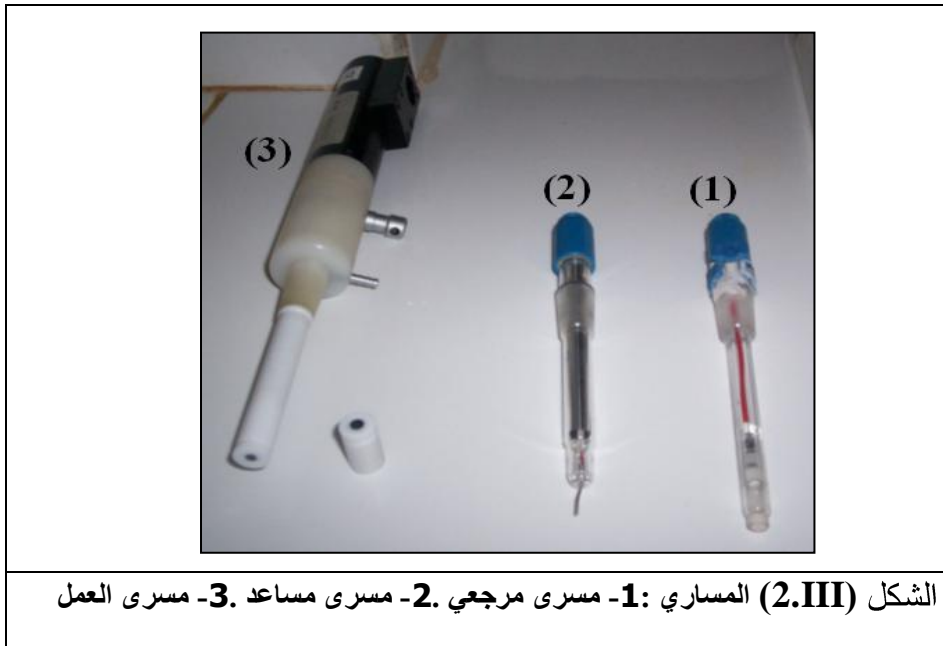 (3)
(2)
(1)
الشكل (2.III) المساري :1- مسرى مرجعي .2- مسرى مساعد .3- مسرى العمل